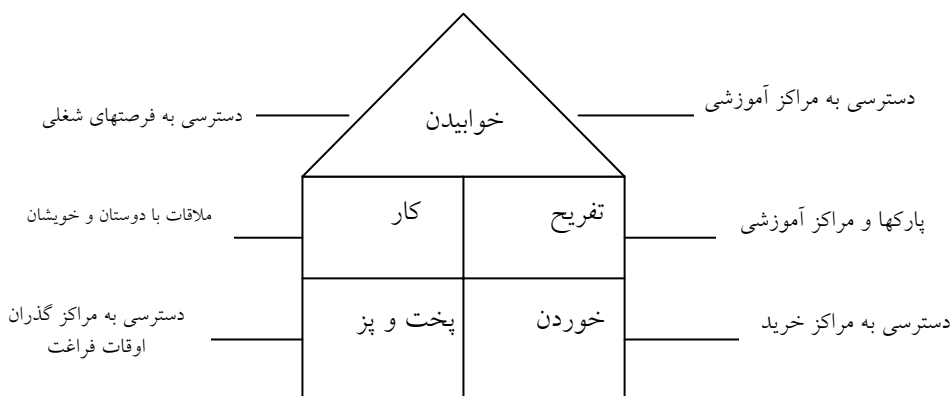 دسترسی به مراکز آموزشی
خوابیدن
دسترسی به فرصتهای شغلی
پارکها و مراکز آموزشی
تفریح
کار
ملاقات با دوستان و خویشان
دسترسی به مراکز خرید
خوردن
پخت و پز
دسترسی به مراکز گذران
اوقات فراغت